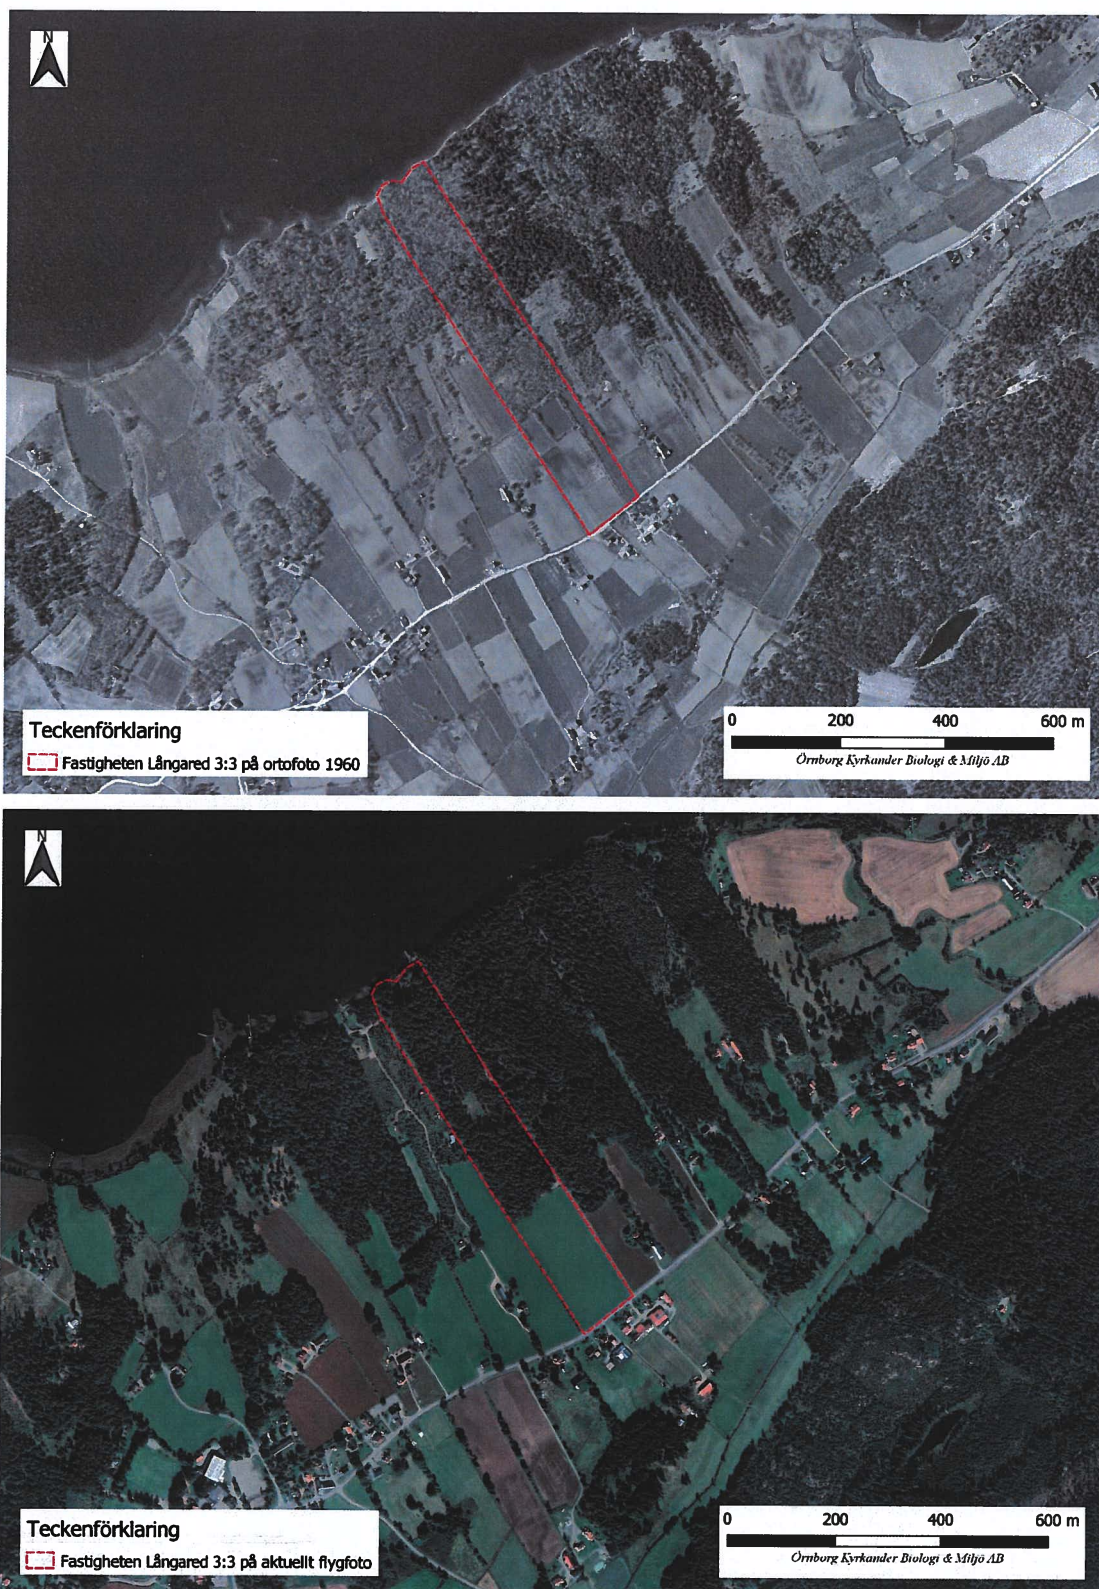 N
Teckenförklaring
Fastigheten Långared 3:3 på ortofoto 1960
0 200 400 600 m
Örnborg Kyrkander Biologi & Miljö AB
N
Teckenförklaring
Fastigheten Långared 3:3 på aktuellt flygfoto
0 200 400 600 m
Örnborg Kyrkander Biologi & Miljö AB